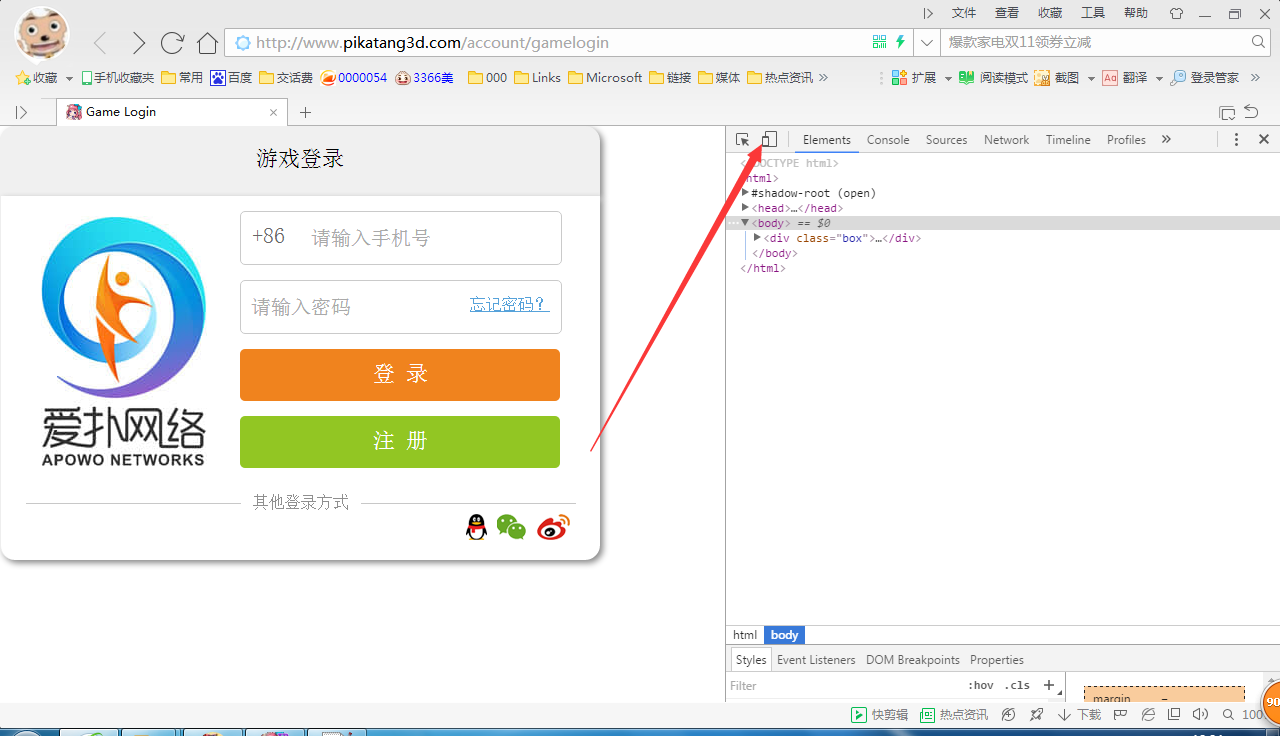 文件 查看 收藏 工具 帮助
http://www.pikatang3d.com/account/gamelogin
爆款家电双11领券立减
收藏 手机收藏夹 常用 百度 交话费 0000054 3366美 000 Links Microsoft 链接 媒体 热点资讯 » 扩展 阅读模式 截图 Aa 翻译 登录管家 »
Game Login
Elements Console Sources Network Timeline Profiles »
游戏登录
OCTYPE html>
html>
▶#shadow-root (open)
▶<head>…</head>
…▼<body> == $0
▶<div class="box">…</div>
</body>
</html>
+86 请输入手机号
请输入密码 忘记密码?
登 录
注 册
爱扑网络
APOWO NETWORKS
其他登录方式
html body
Styles Event Listeners DOM Breakpoints Properties
Filter :hov .cls +
margin –
90
快剪辑 热点资讯 下载 100